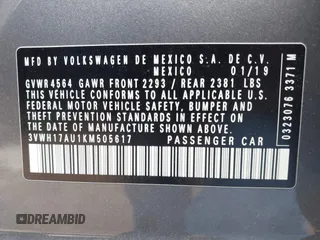 MFD BY VOLKSWAGEN DE MEXICO S.A. DE C.V.
MEXICO 01/19
GVWR4564 GAWR FRONT 2293 / REAR 2381 LBS
THIS VEHICLE CONFORMS TO ALL APPLICABLE U.S.
FEDERAL MOTOR VEHICLE SAFETY, BUMPER AND
THEFT PREVENTION STANDARDS IN EFFECT
ON THE DATE OF MANUFACTURE SHOWN ABOVE
3VWH17AU1KM505617 PASSENGER CAR
0323076 3371 M
DREAMBID